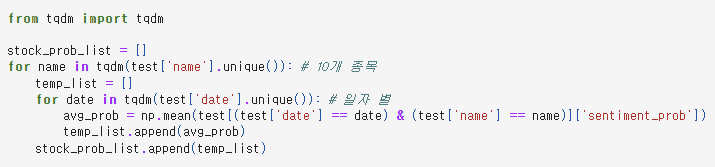 from tqdm import tqdm

stock_prob_list = []
for name in tqdm(test['name'].unique()): # 10개 종목
    temp_list = []
    for date in tqdm(test['date'].unique()): # 일자 별
        avg_prob = np.mean(test[(test['date'] == date) & (test['name'] == name)]['sentiment_prob'])
        temp_list.append(avg_prob)
    stock_prob_list.append(temp_list)